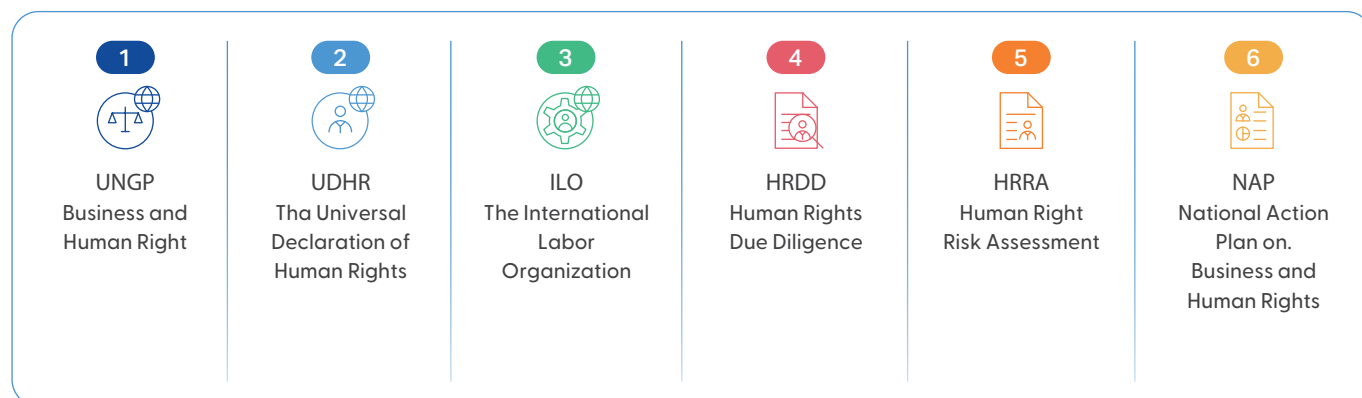 1
UNGP
Business and
Human Right
2
UDHR
Tha Universal
Declaration of
Human Rights
3
ILO
The International
Labor
Organization
4
HRDD
Human Rights
Due Diligence
5
HRRA
Human Right
Risk Assessment
6
NAP
National Action
Plan on.
Business and
Human Rights